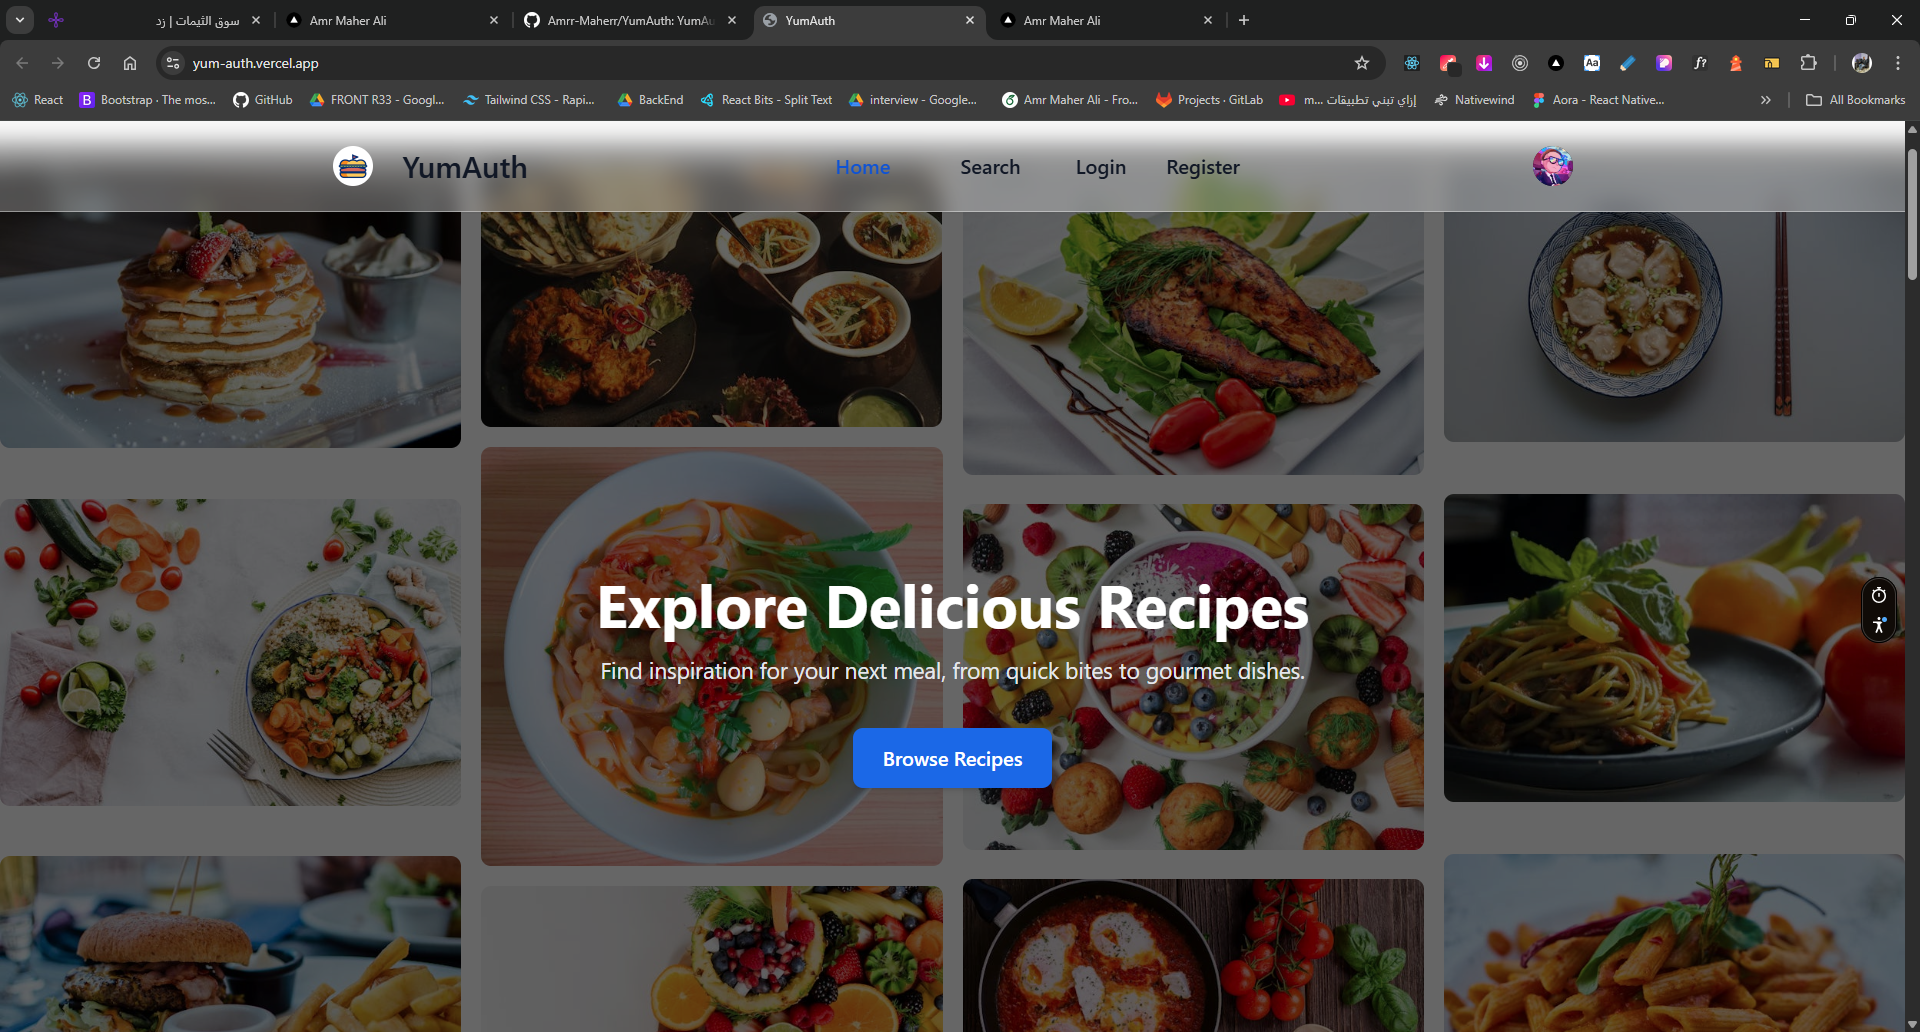 سوق الثيمات | زد
Amr Maher Ali
Amrr-Maherr/YumAuth: YumAu
YumAuth
Amr Maher Ali
yum-auth.vercel.app
React
Bootstrap · The mos...
GitHub
FRONT R33 - Googl...
Tailwind CSS - Rapi...
BackEnd
React Bits - Split Text
interview - Google...
Amr Maher Ali - Fro...
Projects · GitLab
إزاي تبني تطبيقات ...m
Nativewind
Aora - React Native...
All Bookmarks
YumAuth
Home
Search
Login
Register
Explore Delicious Recipes
Find inspiration for your next meal, from quick bites to gourmet dishes.
Browse Recipes